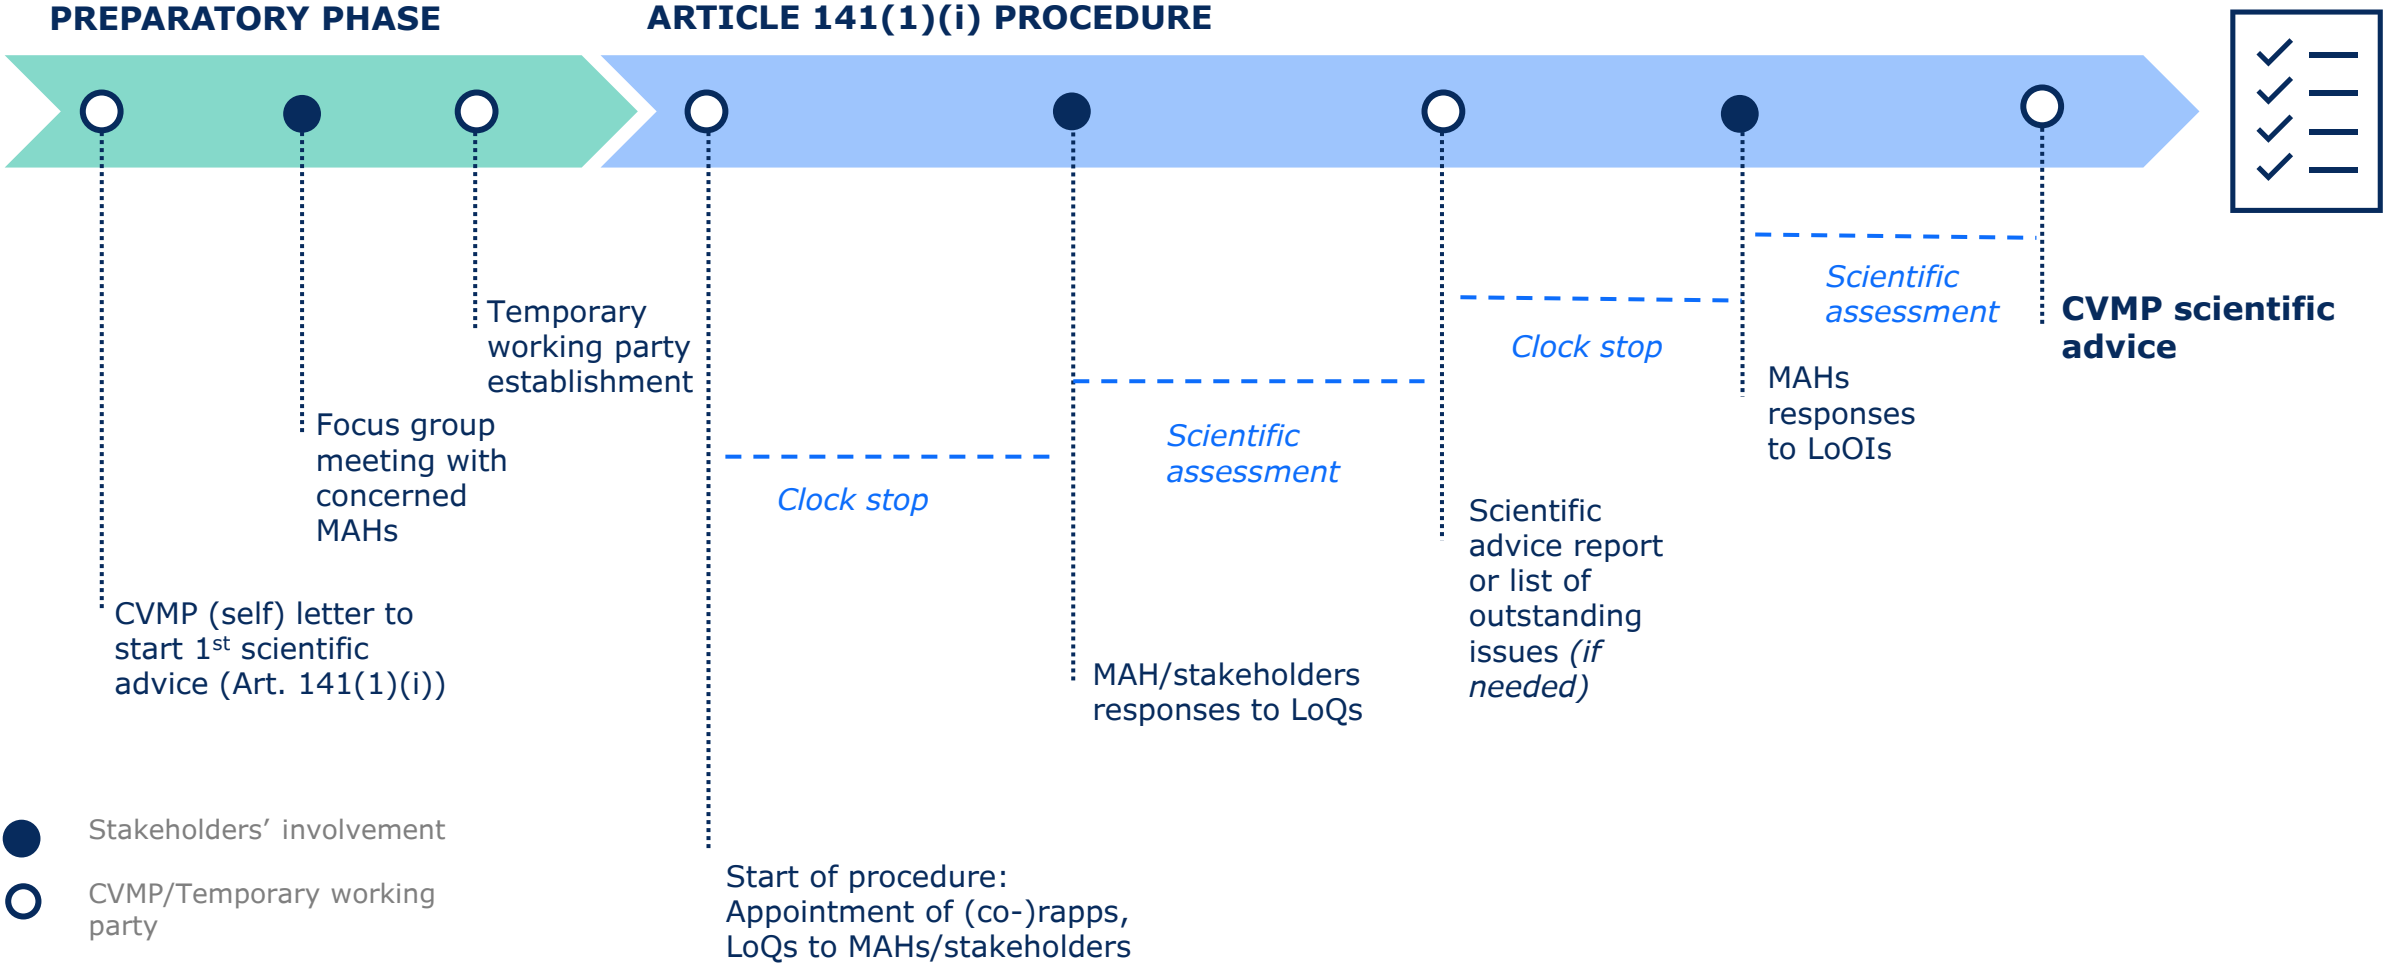 PREPARATORY PHASE
ARTICLE 141(1)(i) PROCEDURE
CVMP (self) letter to
start 1st scientific
advice (Art. 141(1)(i))
Focus group
meeting with
concerned
MAHs
Temporary
working party
establishment
Start of procedure:
Appointment of (co-)rapps,
LoQs to MAHs/stakeholders
Clock stop
MAH/stakeholders
responses to LoQs
Scientific
assessment
Scientific
advice report
or list of
outstanding
issues (if
needed)
Clock stop
MAHs
responses
to LoOIs
Scientific
assessment
CVMP scientific
advice
Stakeholders’ involvement
CVMP/Temporary working
party